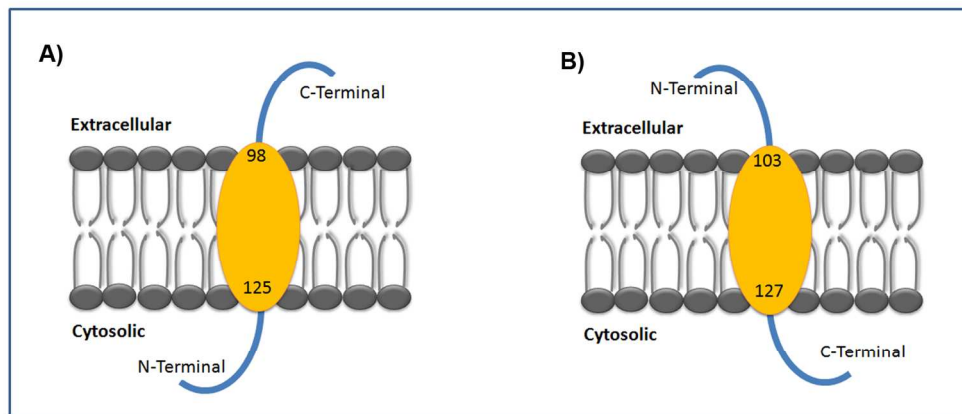 A)
C-Terminal
Extracellular
98
125
Cytosolic
N-Terminal
B)
N-Terminal
Extracellular
103
127
Cytosolic
C-Terminal